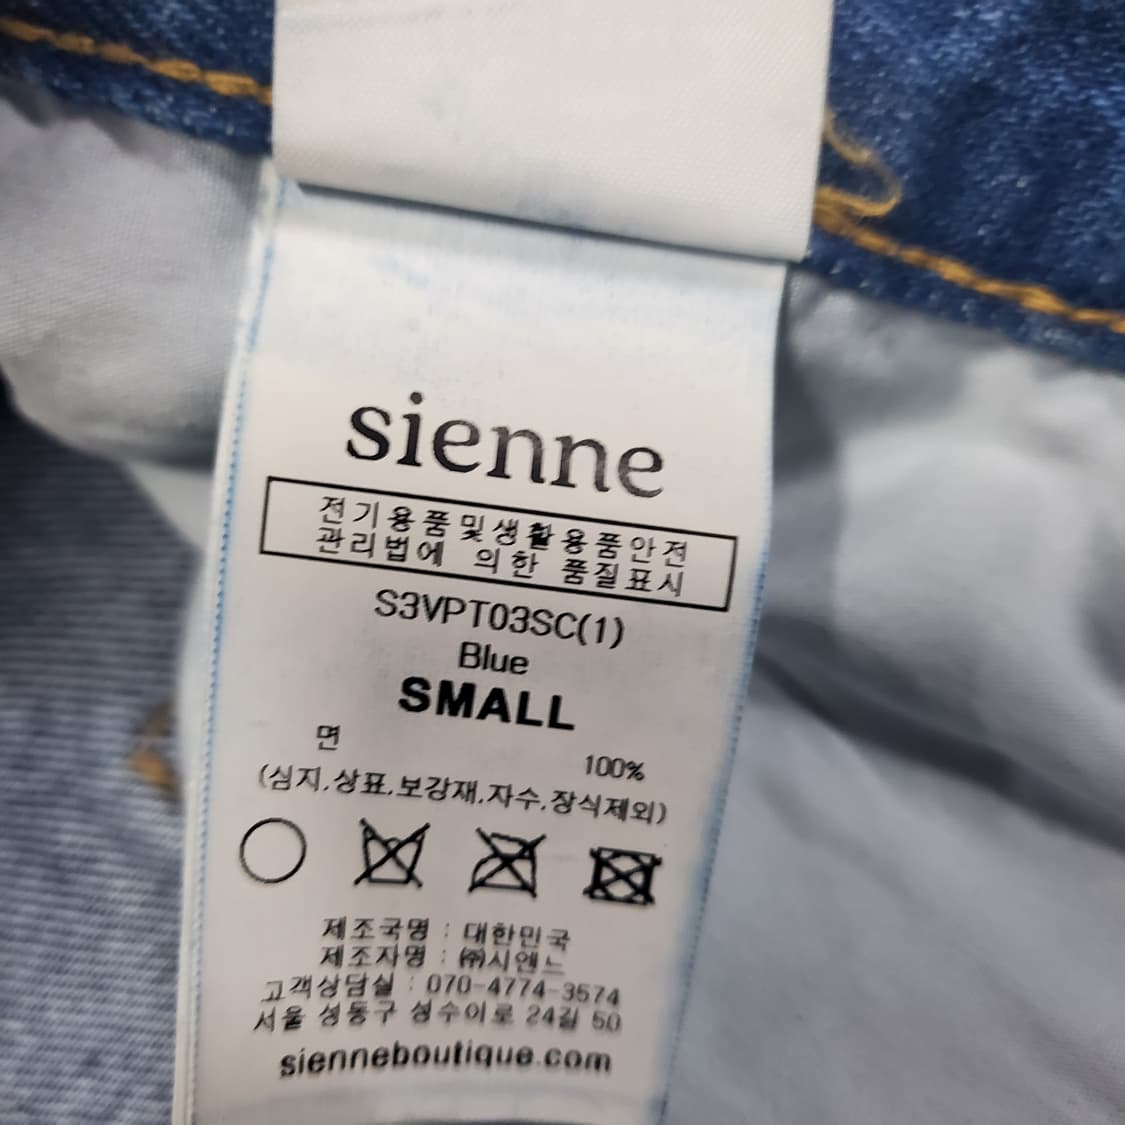 sienne
전기용품및생활용품안전
관리법에 의한 품질표시
S3VPT03SC(1)
Blue
SMALL
면 100%
(심지,상표,보강재,자수,장식제외)
제조국명 : 대한민국
제조자명 : ㈜시앤느
고객상담실 : 070-4774-3574
서울 성동구 성수이로 24길 50
sienneboutique.com